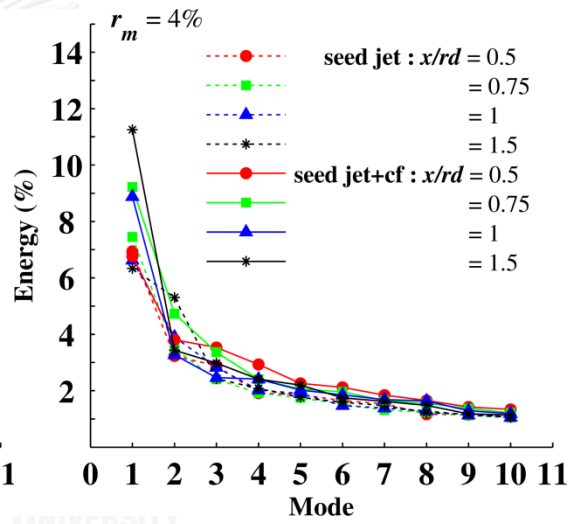 r_m = 4%
14
12
10
8
6
4
2
Energy (%)
seed jet : x/rd = 0.5
= 0.75
= 1
= 1.5
seed jet+cf : x/rd = 0.5
= 0.75
= 1
= 1.5
1
0 1 2 3 4 5 6 7 8 9 10 11
Mode